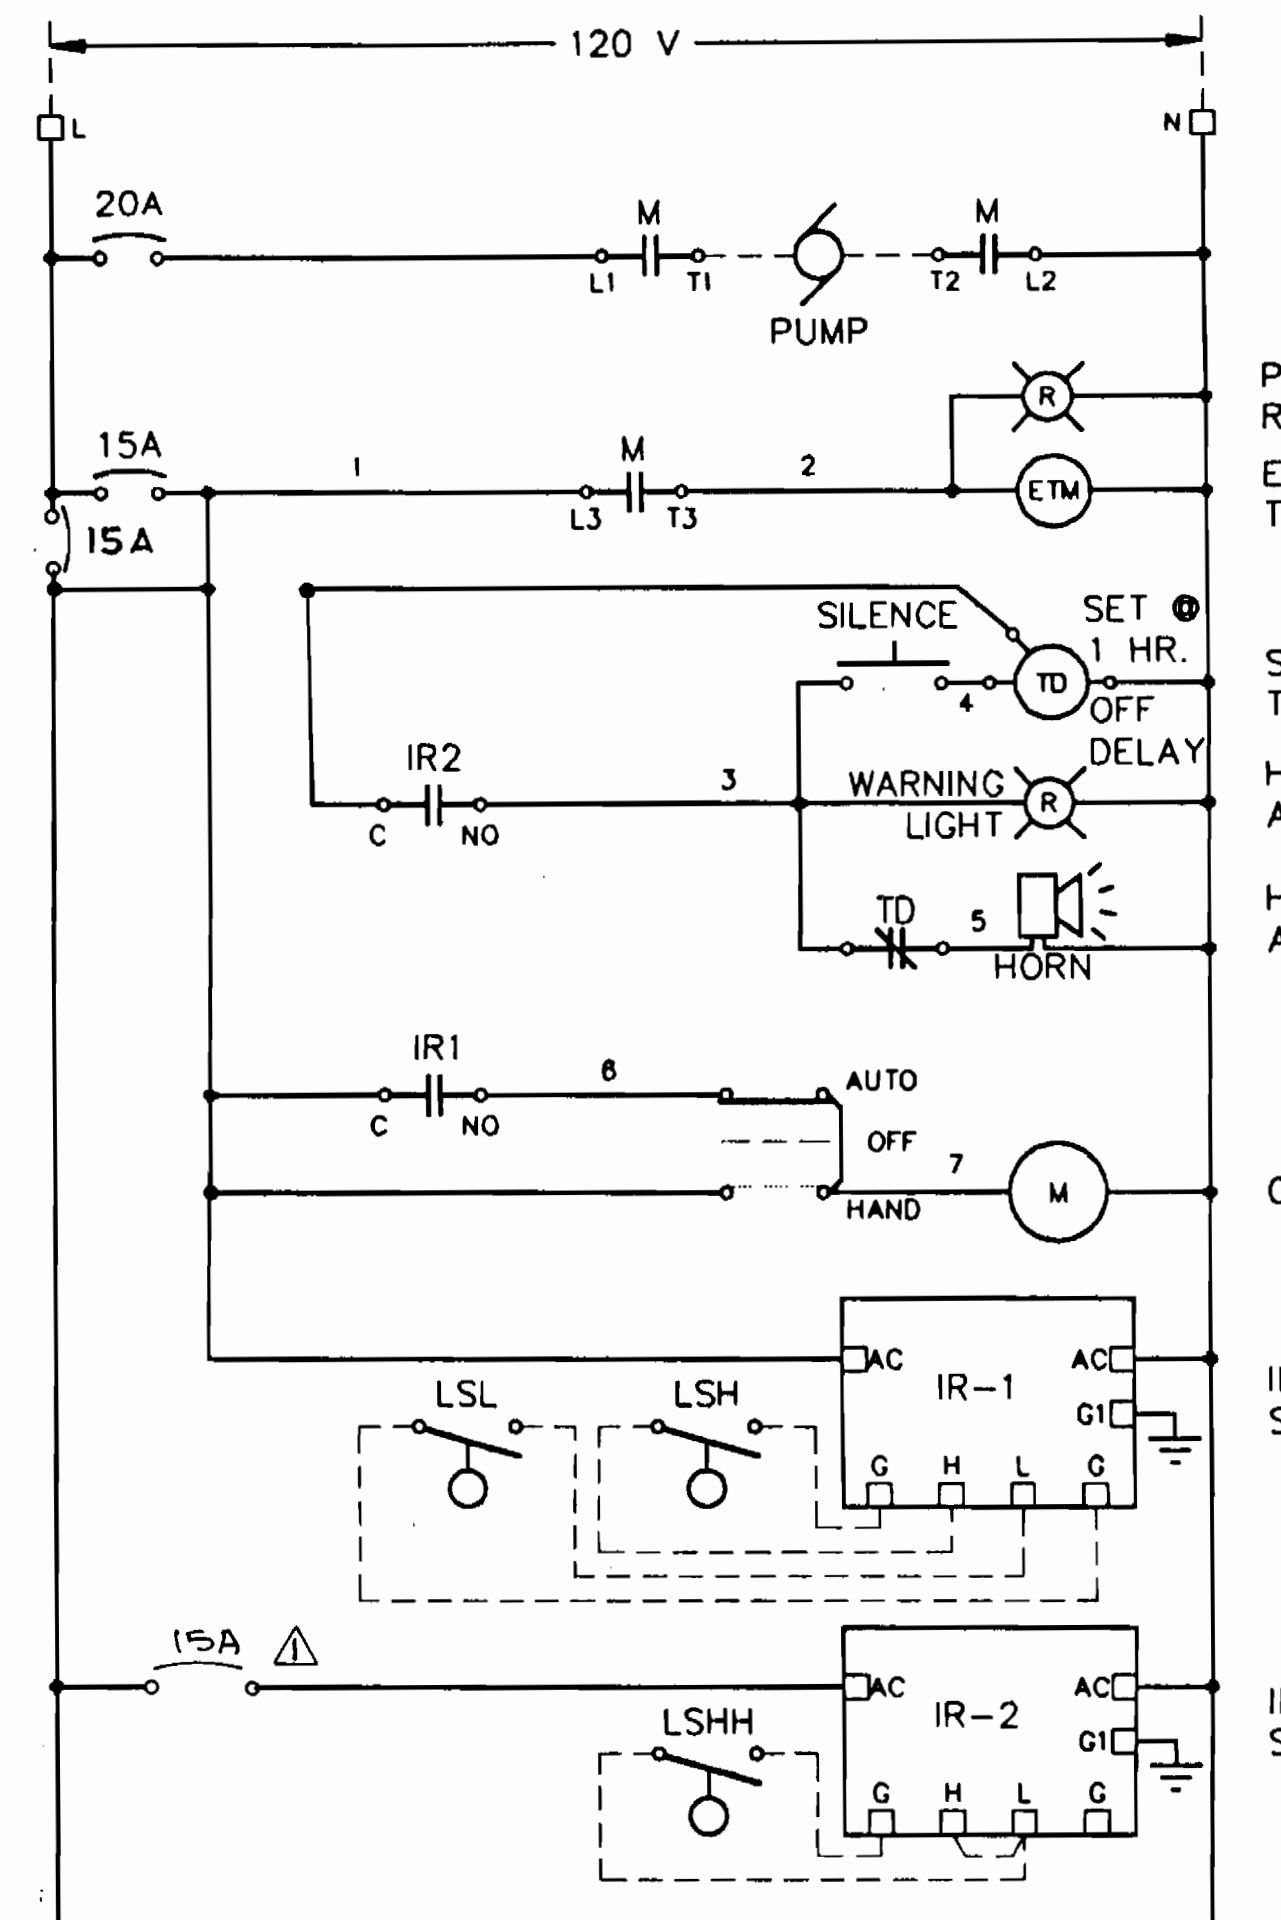 120 V
L N
20A M M
L1 T1 T2 L2
PUMP
P
R
R
15A 1 M 2
E
ETM
L3 T3
T
15A
SILENCE SET @
1 HR.
S
4 TD
T
OFF
DELAY
IR2 3 WARNING R
H
C NO LIGHT
A
TD 5
H
HORN
A
IR1 6 AUTO
C NO
OFF
7
M
HAND
AC IR-1 AC
LSL LSH
G1
S
G H L G
15A 1
AC IR-2 AC
LSHH
G1
S
G H L G